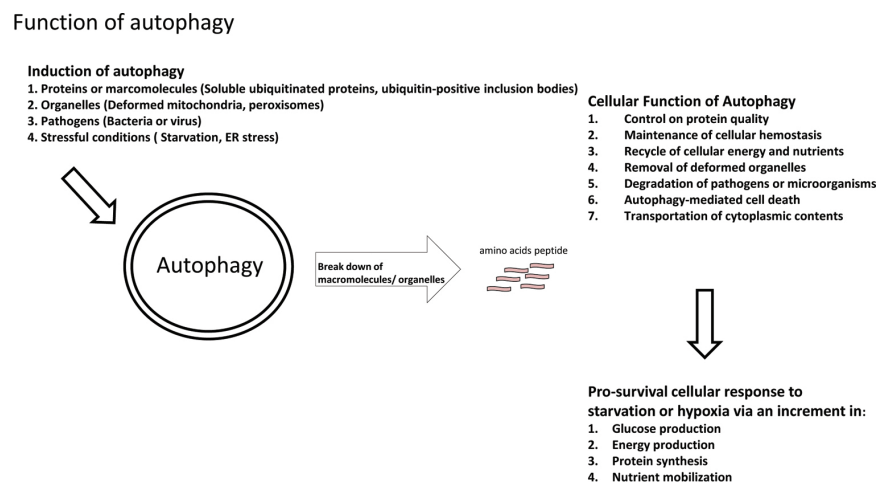 Function of autophagy
Induction of autophagy
1. Proteins or marcomolecules (Soluble ubiquitinated proteins, ubiquitin-positive inclusion bodies)
2. Organelles (Deformed mitochondria, peroxisomes)
3. Pathogens (Bacteria or virus)
4. Stressful conditions ( Starvation, ER stress)
Autophagy
Break down of
macromolecules/ organelles
amino acids peptide
Cellular Function of Autophagy
1. Control on protein quality
2. Maintenance of cellular hemostasis
3. Recycle of cellular energy and nutrients
4. Removal of deformed organelles
5. Degradation of pathogens or microorganisms
6. Autophagy-mediated cell death
7. Transportation of cytoplasmic contents
Pro-survival cellular response to
starvation or hypoxia via an increment in:
1. Glucose production
2. Energy production
3. Protein synthesis
4. Nutrient mobilization